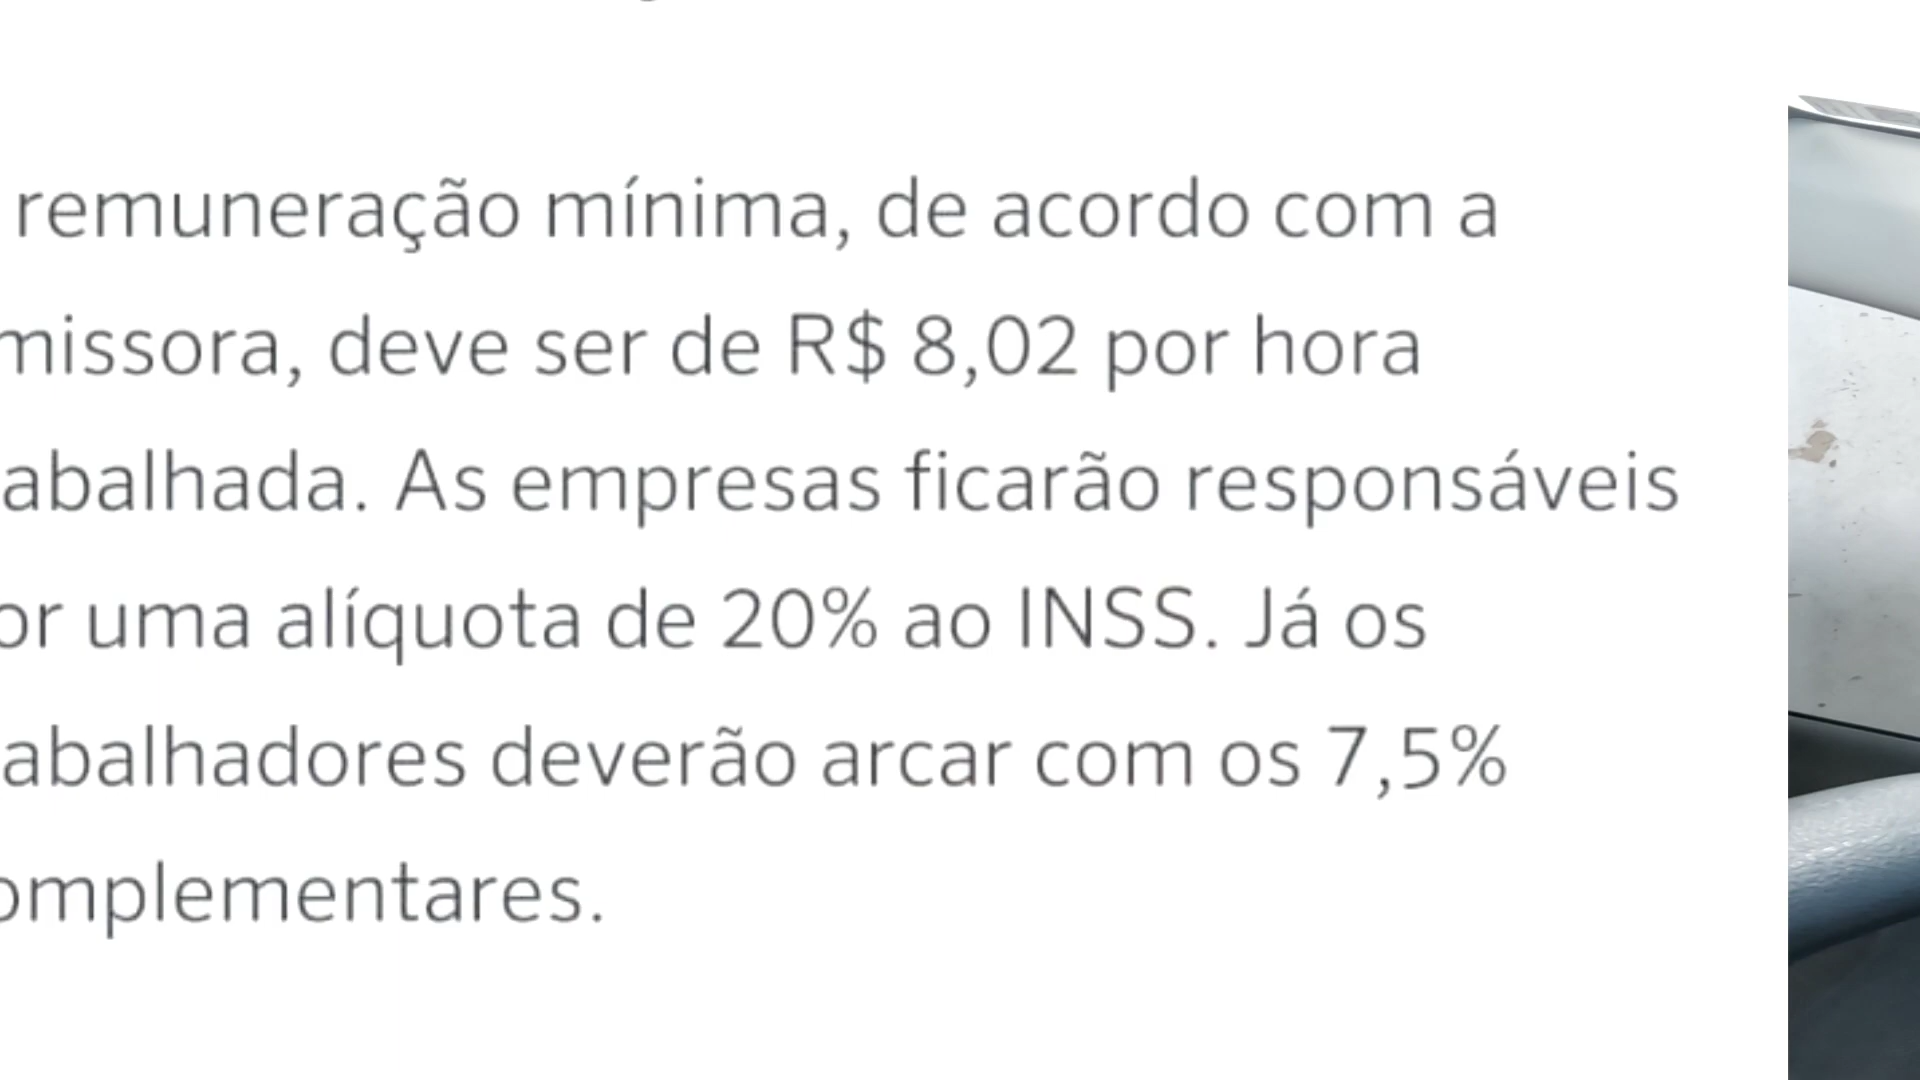 remuneração mínima, de acordo com a
missora, deve ser de R$ 8,02 por hora
abalhada. As empresas ficarão responsáveis
or uma alíquota de 20% ao INSS. Já os
abalhadores deverão arcar com os 7,5%
omplementares.